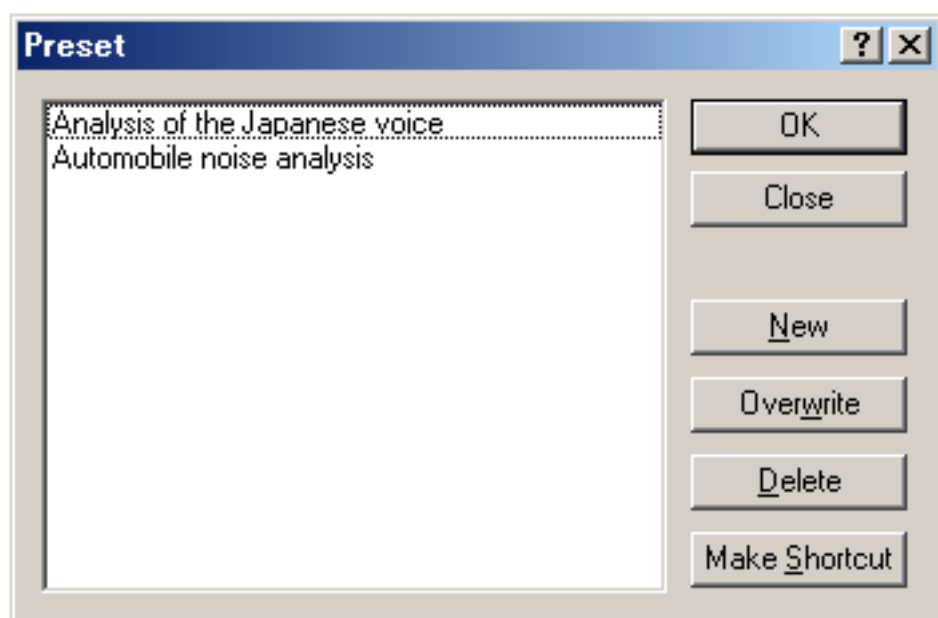 Preset
Analysis of the Japanese voice
Automobile noise analysis
OK
Close
New
Overwrite
Delete
Make Shortcut